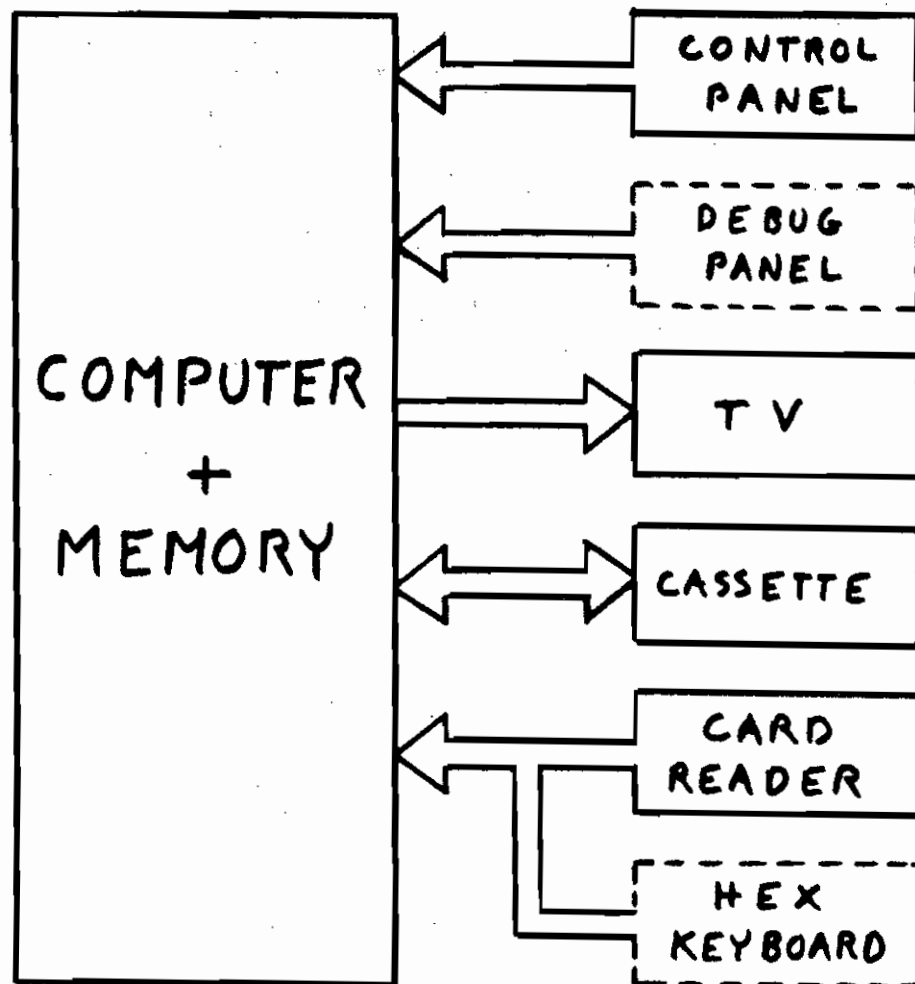 COMPUTER
+
MEMORY
CONTROL
PANEL
DEBUG
PANEL
TV
CASSETTE
CARD
READER
HEX
KEYBOARD